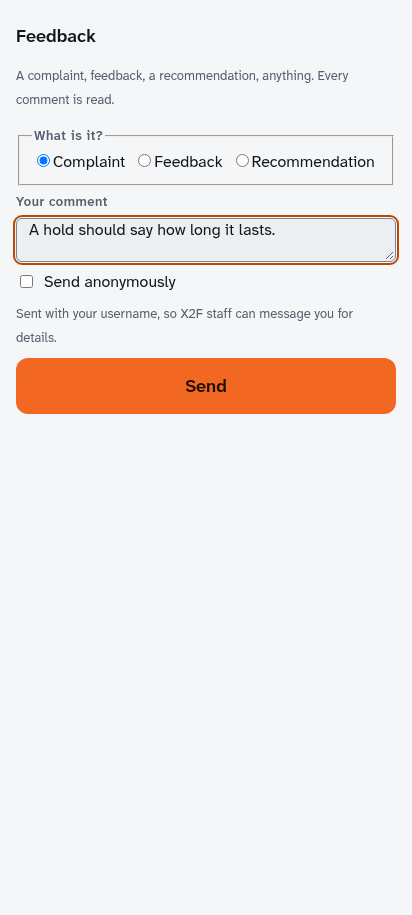 Feedback
A complaint, feedback, a recommendation, anything. Every
comment is read.
What is it?
Complaint Feedback Recommendation
Your comment
A hold should say how long it lasts.
Send anonymously
Sent with your username, so X2F staff can message you for
details.
Send